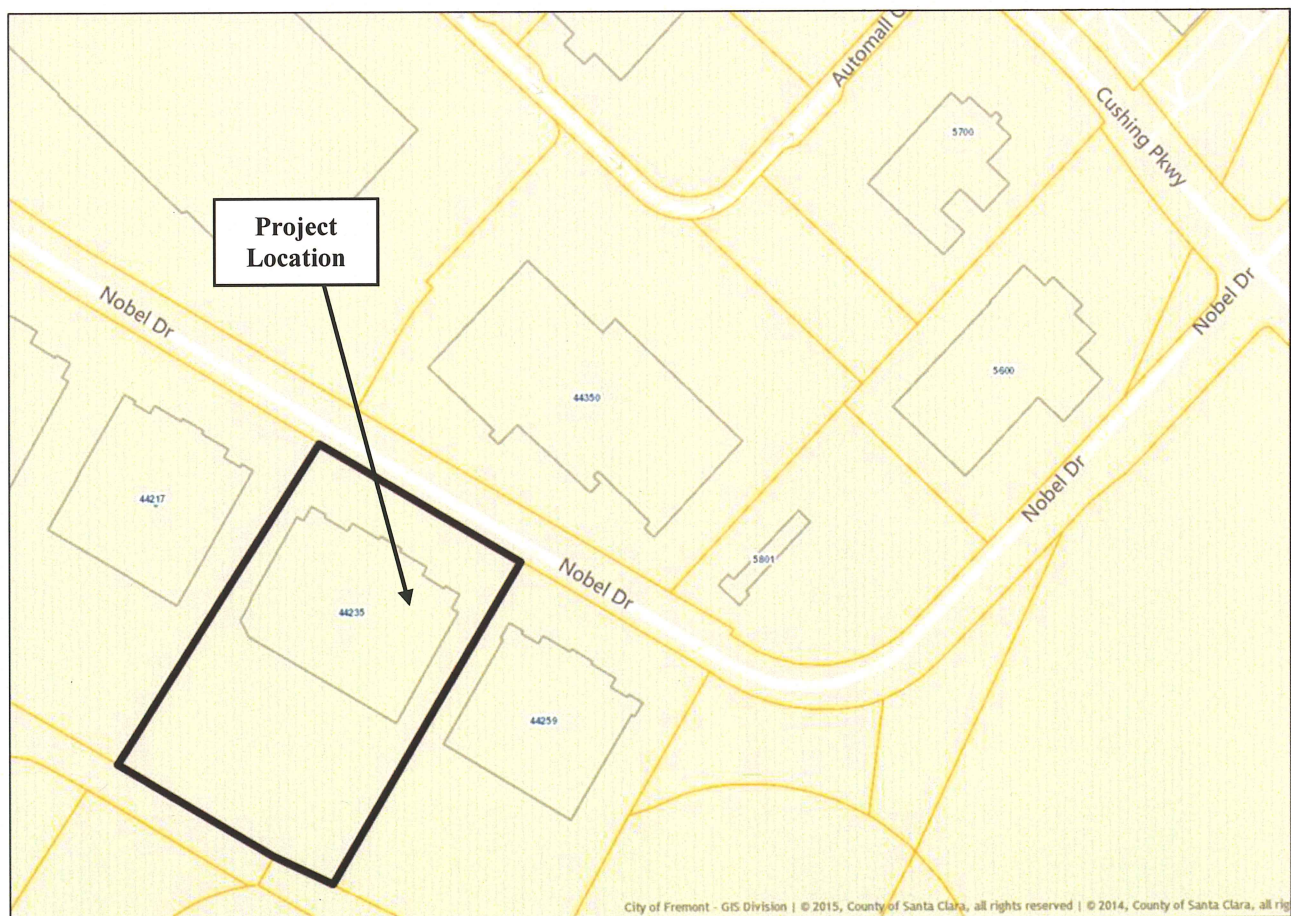 Automall
Cushing Pkwy
5700
Project
Location
Nobel Dr
Nobel Dr
5600
44350
44217
Nobel Dr
5801
Nobel Dr
44235
44259
City of Fremont - GIS Division | © 2015, County of Santa Clara, all rights reserved | © 2014, County of Santa Clara, all rig